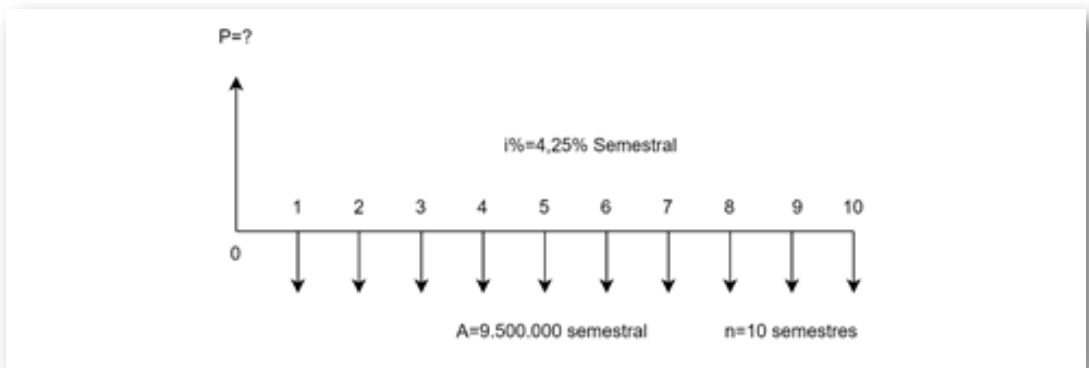 P=?
i%=4,25% Semestral
1 2 3 4 5 6 7 8 9 10
0
A=9.500.000 semestral n=10 semestres